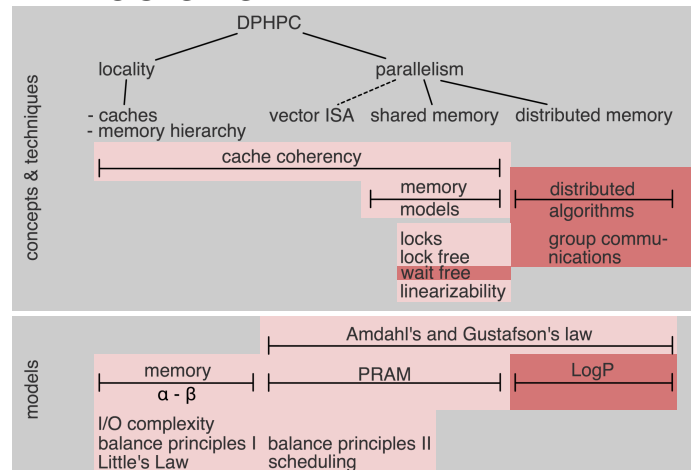 DPHPC
locality
parallelism
- caches
- memory hierarchy
vector ISA
shared memory
distributed memory
concepts & techniques
cache coherency
memory
models
distributed
algorithms
locks
lock free
wait free
linearizability
group commu-
nications
models
Amdahl's and Gustafson's law
memory
α - β
PRAM
LogP
I/O complexity
balance principles I
Little's Law
balance principles II
scheduling